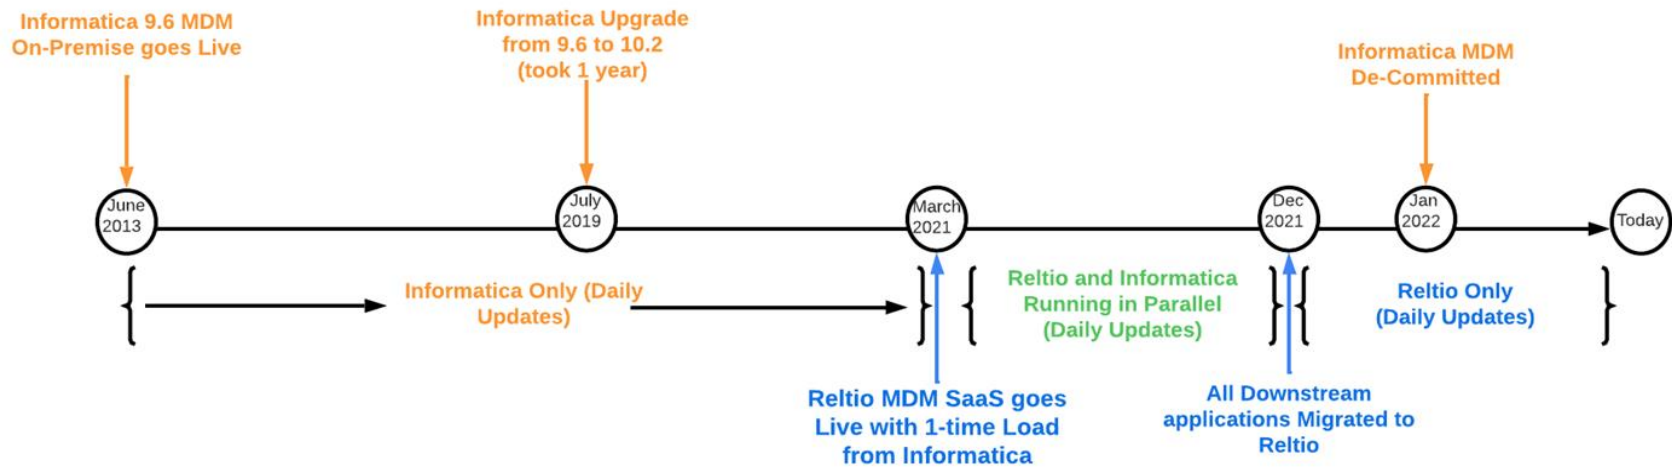 Informatica 9.6 MDM
On-Premise goes Live
Informatica Upgrade
from 9.6 to 10.2
(took 1 year)
Informatica MDM
De-Committed
June
2013
July
2019
March
2021
Dec
2021
Jan
2022
Today
Informatica Only (Daily
Updates)
Reltio and Informatica
Running in Parallel
(Daily Updates)
Reltio Only
(Daily Updates)
Reltio MDM SaaS goes
Live with 1-time Load
from Informatica
All Downstream
applications Migrated to
Reltio